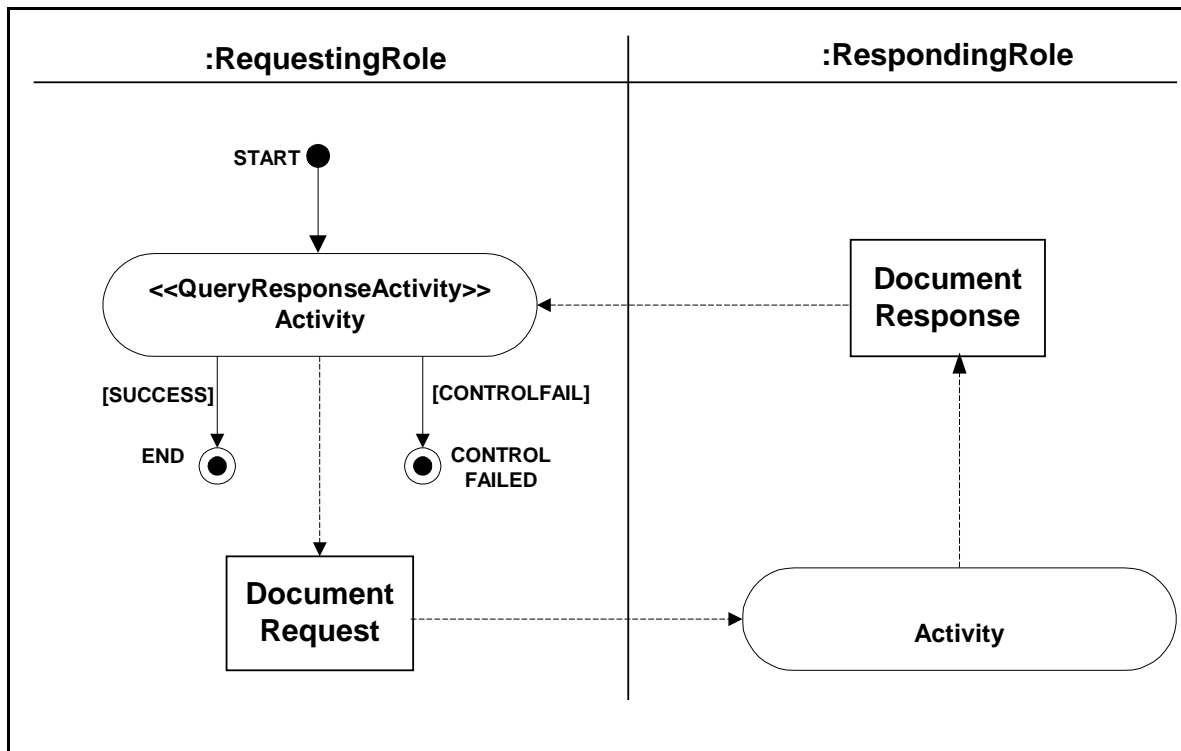 :RequestingRole
:RespondingRole
START
<<QueryResponseActivity>>
Activity
Document
Response
[SUCCESS]
[CONTROLFAIL]
END
CONTROL
FAILED
Document
Request
Activity